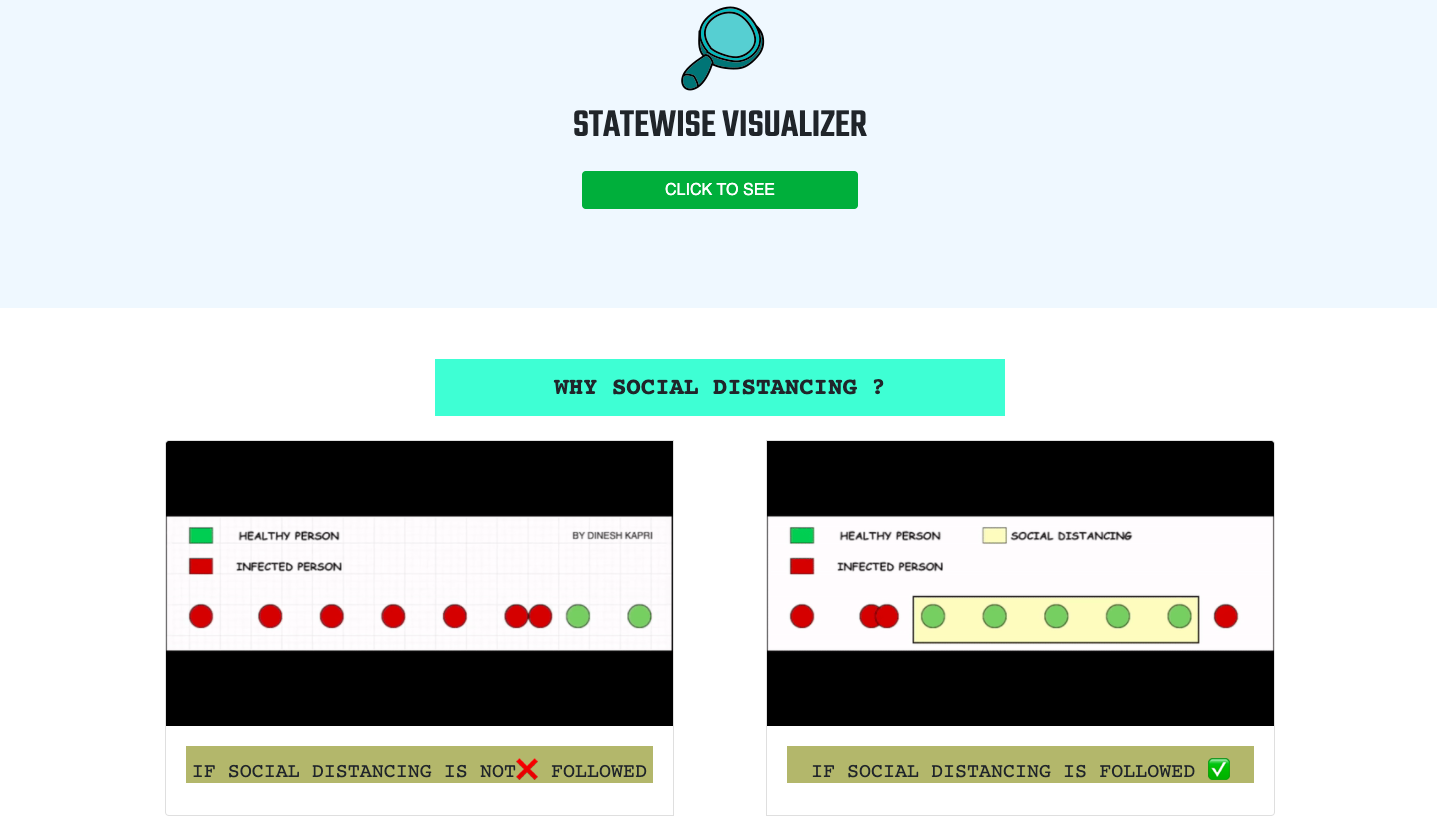 STATEWISE VISUALIZER
CLICK TO SEE
WHY SOCIAL DISTANCING ?
HEALTHY PERSON
BY DINESH KAPRI
INFECTED PERSON
IF SOCIAL DISTANCING IS NOT❌ FOLLOWED
HEALTHY PERSON
SOCIAL DISTANCING
INFECTED PERSON
IF SOCIAL DISTANCING IS FOLLOWED ✅